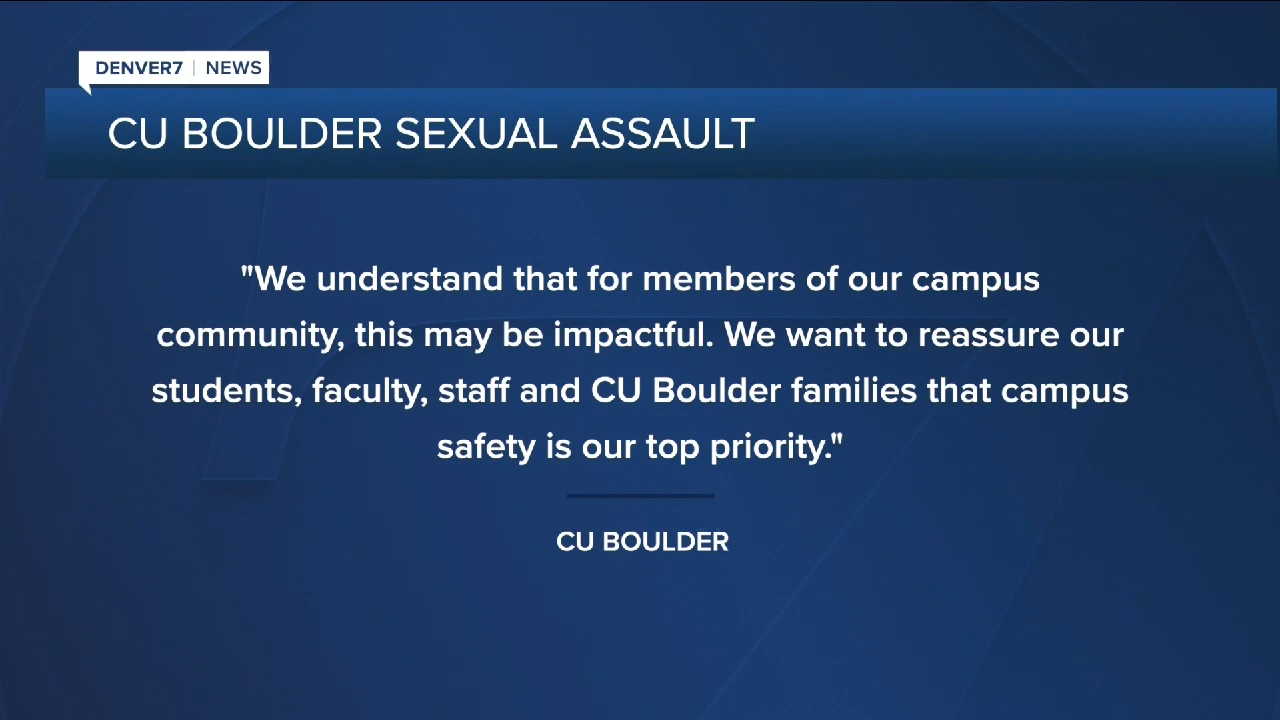 DENVER7 | NEWS
CU BOULDER SEXUAL ASSAULT
"We understand that for members of our campus
community, this may be impactful. We want to reassure our
students, faculty, staff and CU Boulder families that campus
safety is our top priority."
CU BOULDER